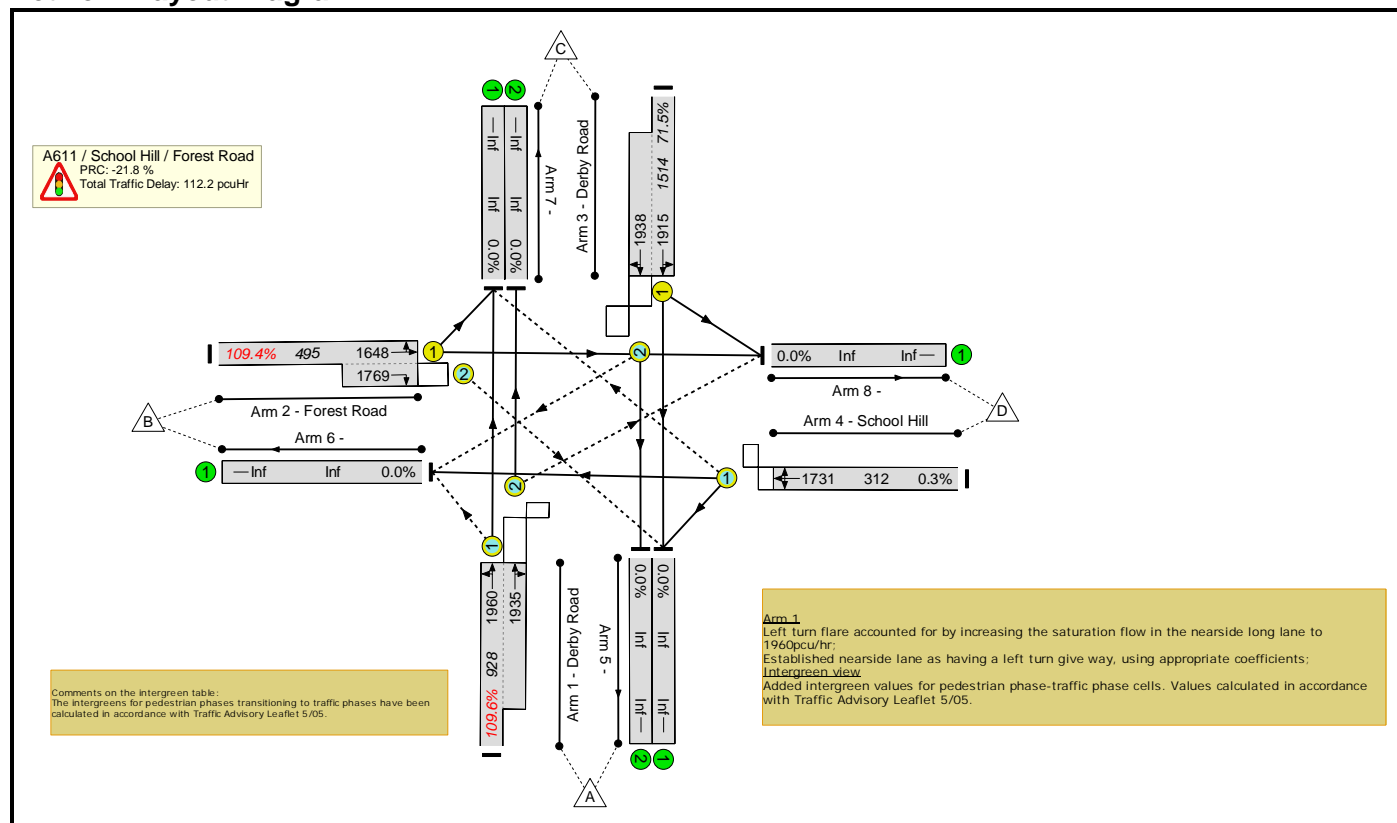 C
1
2
—Inf
Inf
0.0%
—Inf
Inf
0.0%
Arm 7 -
Arm 3 - Derby Road
71.5%
1514
1938
1915
1
A611 / School Hill / Forest Road
PRC: -21.8 %
Total Traffic Delay: 112.2 pcuHr
109.4% 495 1648
1769
1
2
2
0.0% Inf Inf—
1
Arm 8 -
Arm 2 - Forest Road
B
Arm 6 -
Arm 4 - School Hill
D
1
—Inf Inf 0.0%
1
1731 312 0.3%
2
1
1960
1935
109.6%
928
Arm 1 - Derby Road
Arm 5 -
0.0%
Inf
Inf—
0.0%
Inf
Inf—
2
1
A
Arm 1
Left turn flare accounted for by increasing the saturation flow in the nearside long lane to
1960pcu/hr;
Established nearside lane as having a left turn give way, using appropriate coefficients;
Intergreen view
Added intergreen values for pedestrian phase-traffic phase cells. Values calculated in accordance
with Traffic Advisory Leaflet 5/05.
Comments on the intergreen table:
The intergreens for pedestrian phases transitioning to traffic phases have been
calculated in accordance with Traffic Advisory Leaflet 5/05.